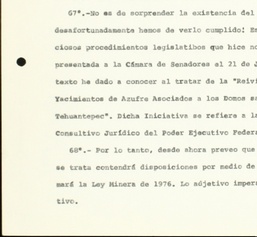 67°.-No es de sorprender la existencia del
desafortunadamente hemos de verlo cumplido! En
ciosos procedimientos legislativos que hice no
presentada a la Cámara de Senadores el 21 de J
texto he dado a conocer al tratar de la "Reivi
Yacimientos de Azufre Asociados a los Domos sa
Tehuantepec". Dicha Iniciativa se refiere a la
Consultivo Jurídico del Poder Ejecutivo Federa
68°.- Por lo tanto, desde ahora preveo que
se trata contendrá disposiciones por medio de
mará la Ley Minera de 1976. Lo adjetivo imper
tivo.